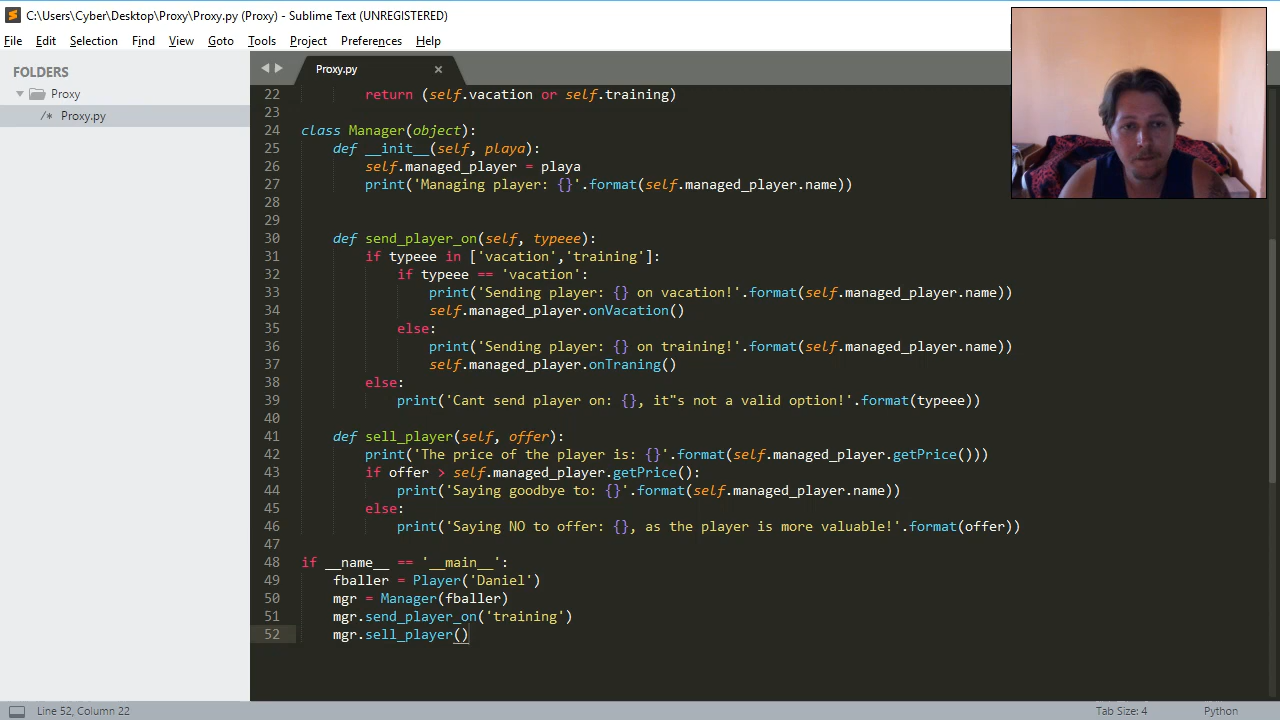 C:\Users\Cyber\Desktop\Proxy\Proxy.py (Proxy) - Sublime Text (UNREGISTERED)
File Edit Selection Find View Goto Tools Project Preferences Help
FOLDERS
Proxy
/* Proxy.py
Proxy.py
22 return (self.vacation or self.training)
23
24 class Manager(object):
25 def __init__(self, playa):
26 self.managed_player = playa
27 print('Managing player: {}'.format(self.managed_player.name))
28
29
30 def send_player_on(self, typeee):
31 if typeee in ['vacation','training']:
32 if typeee == 'vacation':
33 print('Sending player: {} on vacation!'.format(self.managed_player.name))
34 self.managed_player.onVacation()
35 else:
36 print('Sending player: {} on training!'.format(self.managed_player.name))
37 self.managed_player.onTraning()
38 else:
39 print('Cant send player on: {}, it"s not a valid option!'.format(typeee))
40
41 def sell_player(self, offer):
42 print('The price of the player is: {}'.format(self.managed_player.getPrice()))
43 if offer > self.managed_player.getPrice():
44 print('Saying goodbye to: {}'.format(self.managed_player.name))
45 else:
46 print('Saying NO to offer: {}, as the player is more valuable!'.format(offer))
47
48 if __name__ == '__main__':
49 fballer = Player('Daniel')
50 mgr = Manager(fballer)
51 mgr.send_player_on('training')
52 mgr.sell_player()
Line 52, Column 22 Tab Size: 4 Python